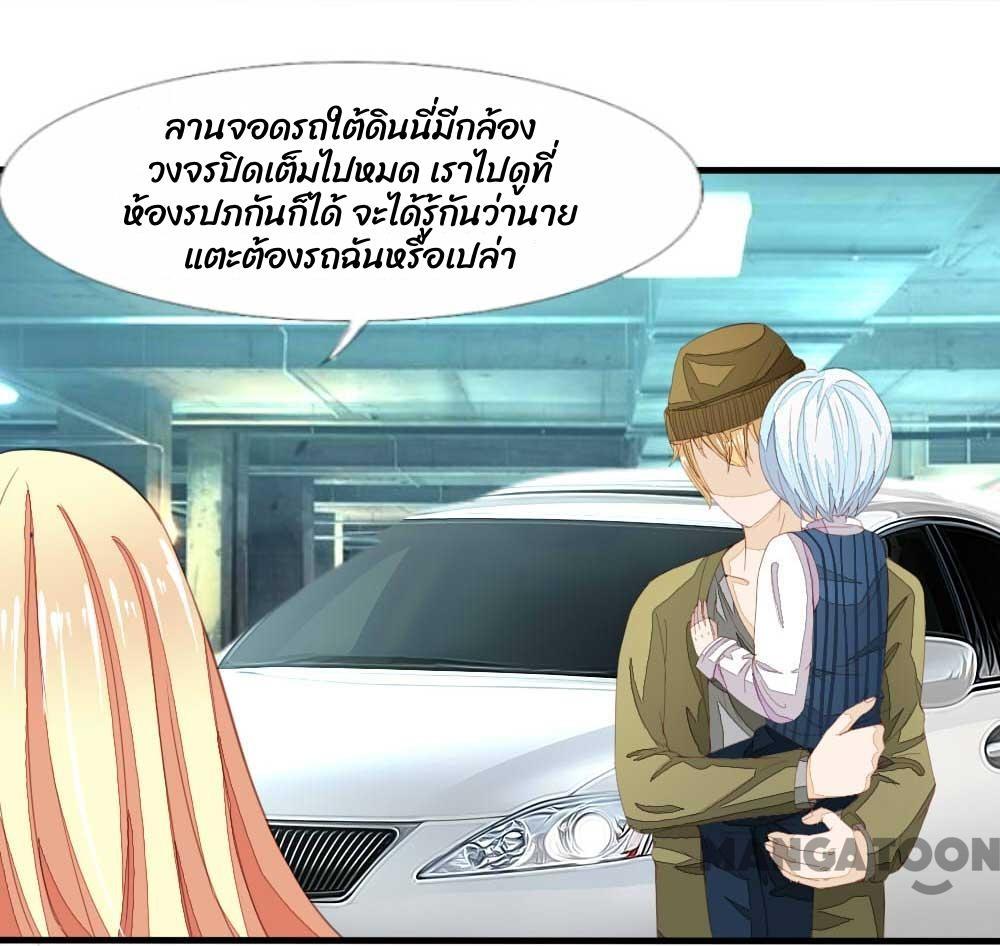 ลานจอดรถใต้ดินนี่มีกล้อง
วงจรปิดเต็มไปหมด เราไปดูที่
ห้องรปภกันก็ได้ จะได้รู้กันว่านาย
แตะต้องรถฉันหรือเปล่า
MANGATOON